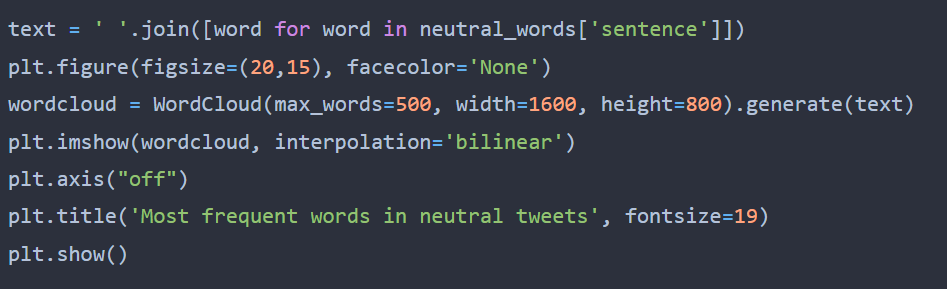 text = ' '.join([word for word in neutral_words['sentence']])
plt.figure(figsize=(20,15), facecolor='None')
wordcloud = WordCloud(max_words=500, width=1600, height=800).generate(text)
plt.imshow(wordcloud, interpolation='bilinear')
plt.axis("off")
plt.title('Most frequent words in neutral tweets', fontsize=19)
plt.show()